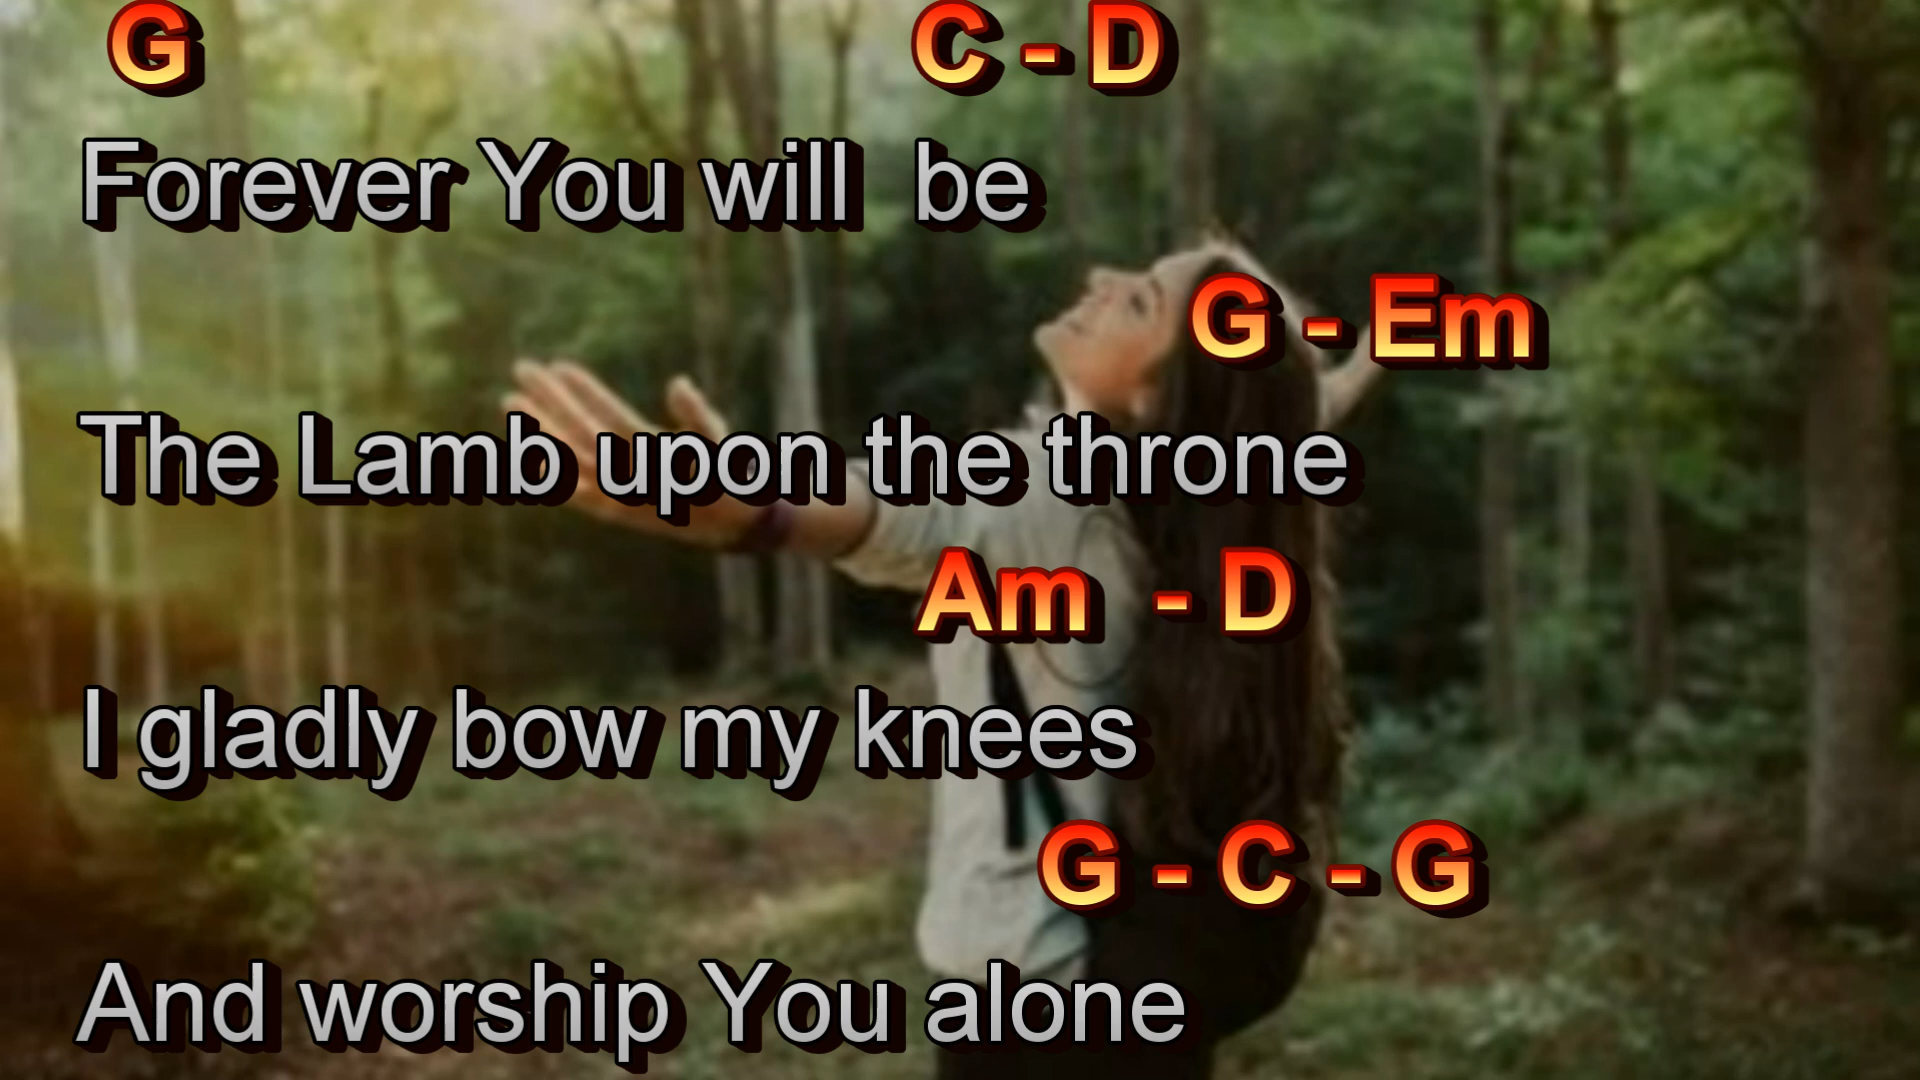 G C - D
Forever You will be
G - Em
The Lamb upon the throne
Am - D
I gladly bow my knees
G - C - G
And worship You alone